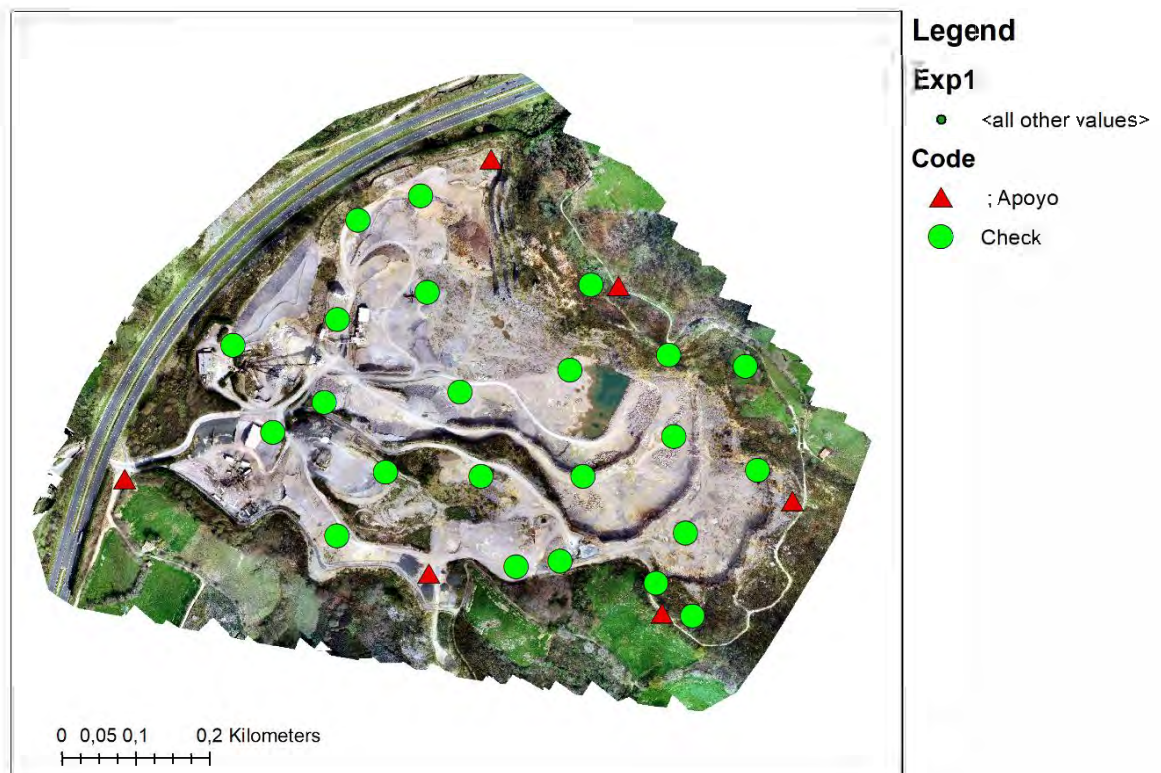 Legend
Exp1
<all other values>
Code
; Apoyo
Check
0 0,05 0,1 0,2 Kilometers